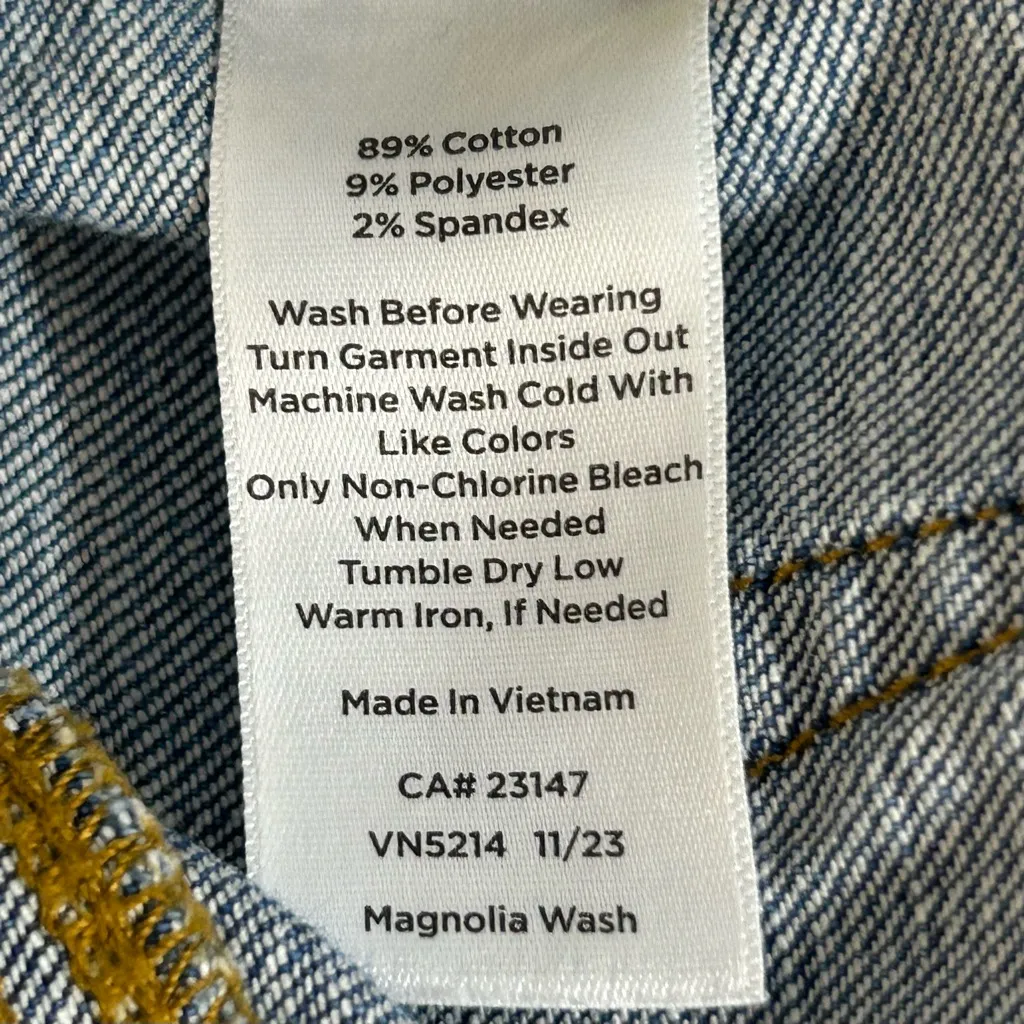 89% Cotton
9% Polyester
2% Spandex
Wash Before Wearing
Turn Garment Inside Out
Machine Wash Cold With
Like Colors
Only Non-Chlorine Bleach
When Needed
Tumble Dry Low
Warm Iron, If Needed
Made In Vietnam
CA# 23147
VN5214 11/23
Magnolia Wash